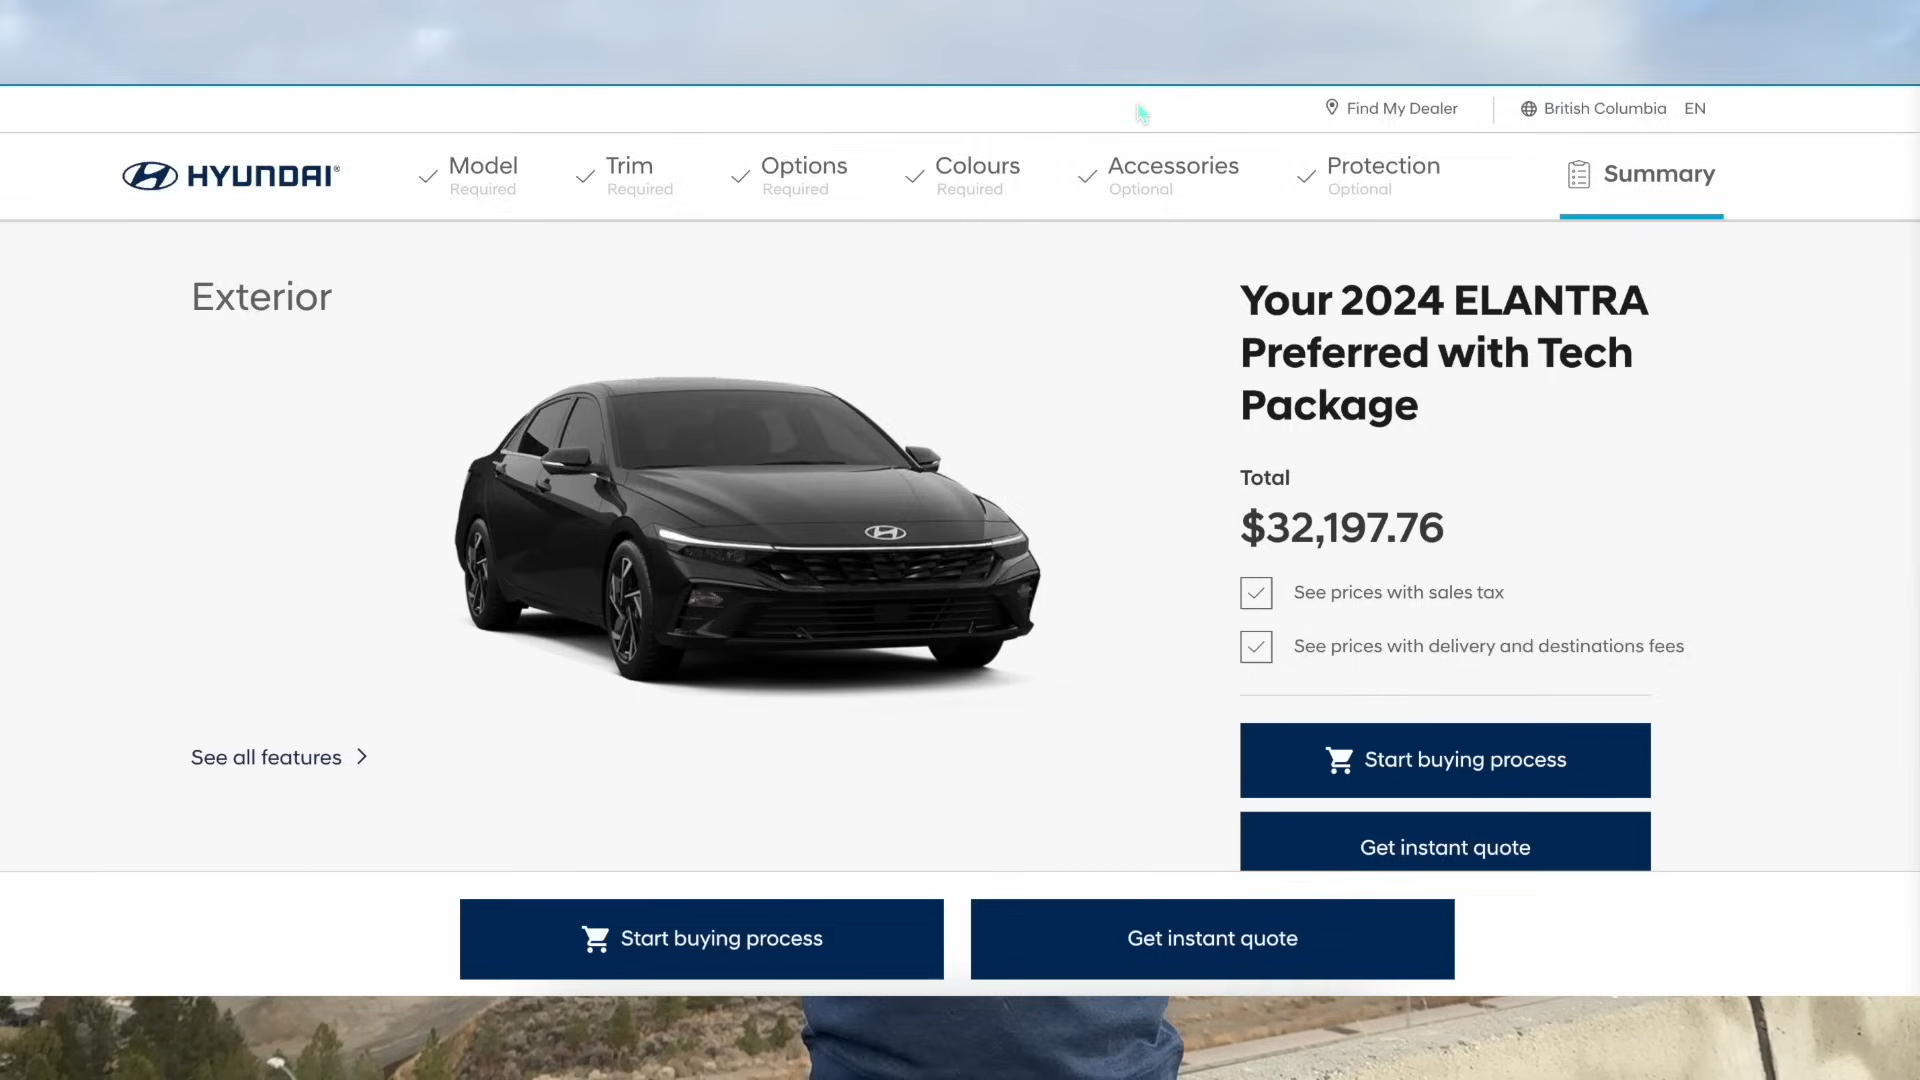 Find My Dealer
British Columbia EN
HYUNDAI®
Model
Required
Trim
Required
Options
Required
Colours
Required
Accessories
Optional
Protection
Optional
Summary
Exterior
Your 2024 ELANTRA
Preferred with Tech
Package
Total
$32,197.76
See prices with sales tax
See prices with delivery and destinations fees
See all features
Start buying process
Get instant quote
Start buying process
Get instant quote